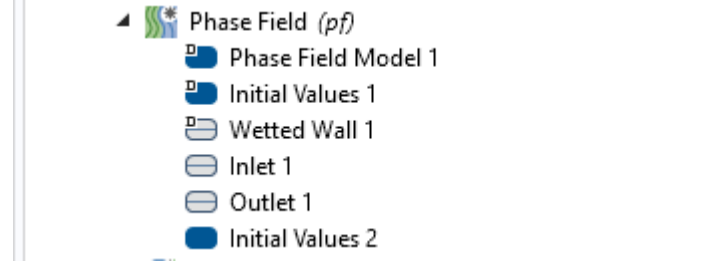 Phase Field (pf)
Phase Field Model 1
Initial Values 1
Wetted Wall 1
Inlet 1
Outlet 1
Initial Values 2